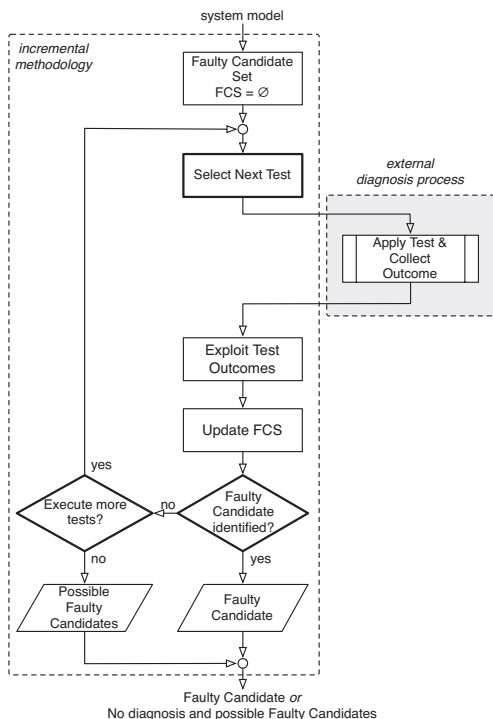 system model
incremental
methodology
Faulty Candidate
Set
FCS = ∅
Select Next Test
external
diagnosis process
Apply Test &
Collect
Outcome
Exploit Test
Outcomes
Update FCS
yes
Execute more
tests?
no
Faulty
Candidate
identified?
no
yes
Possible
Faulty
Candidates
Faulty
Candidate
Faulty Candidate or
No diagnosis and possible Faulty Candidates